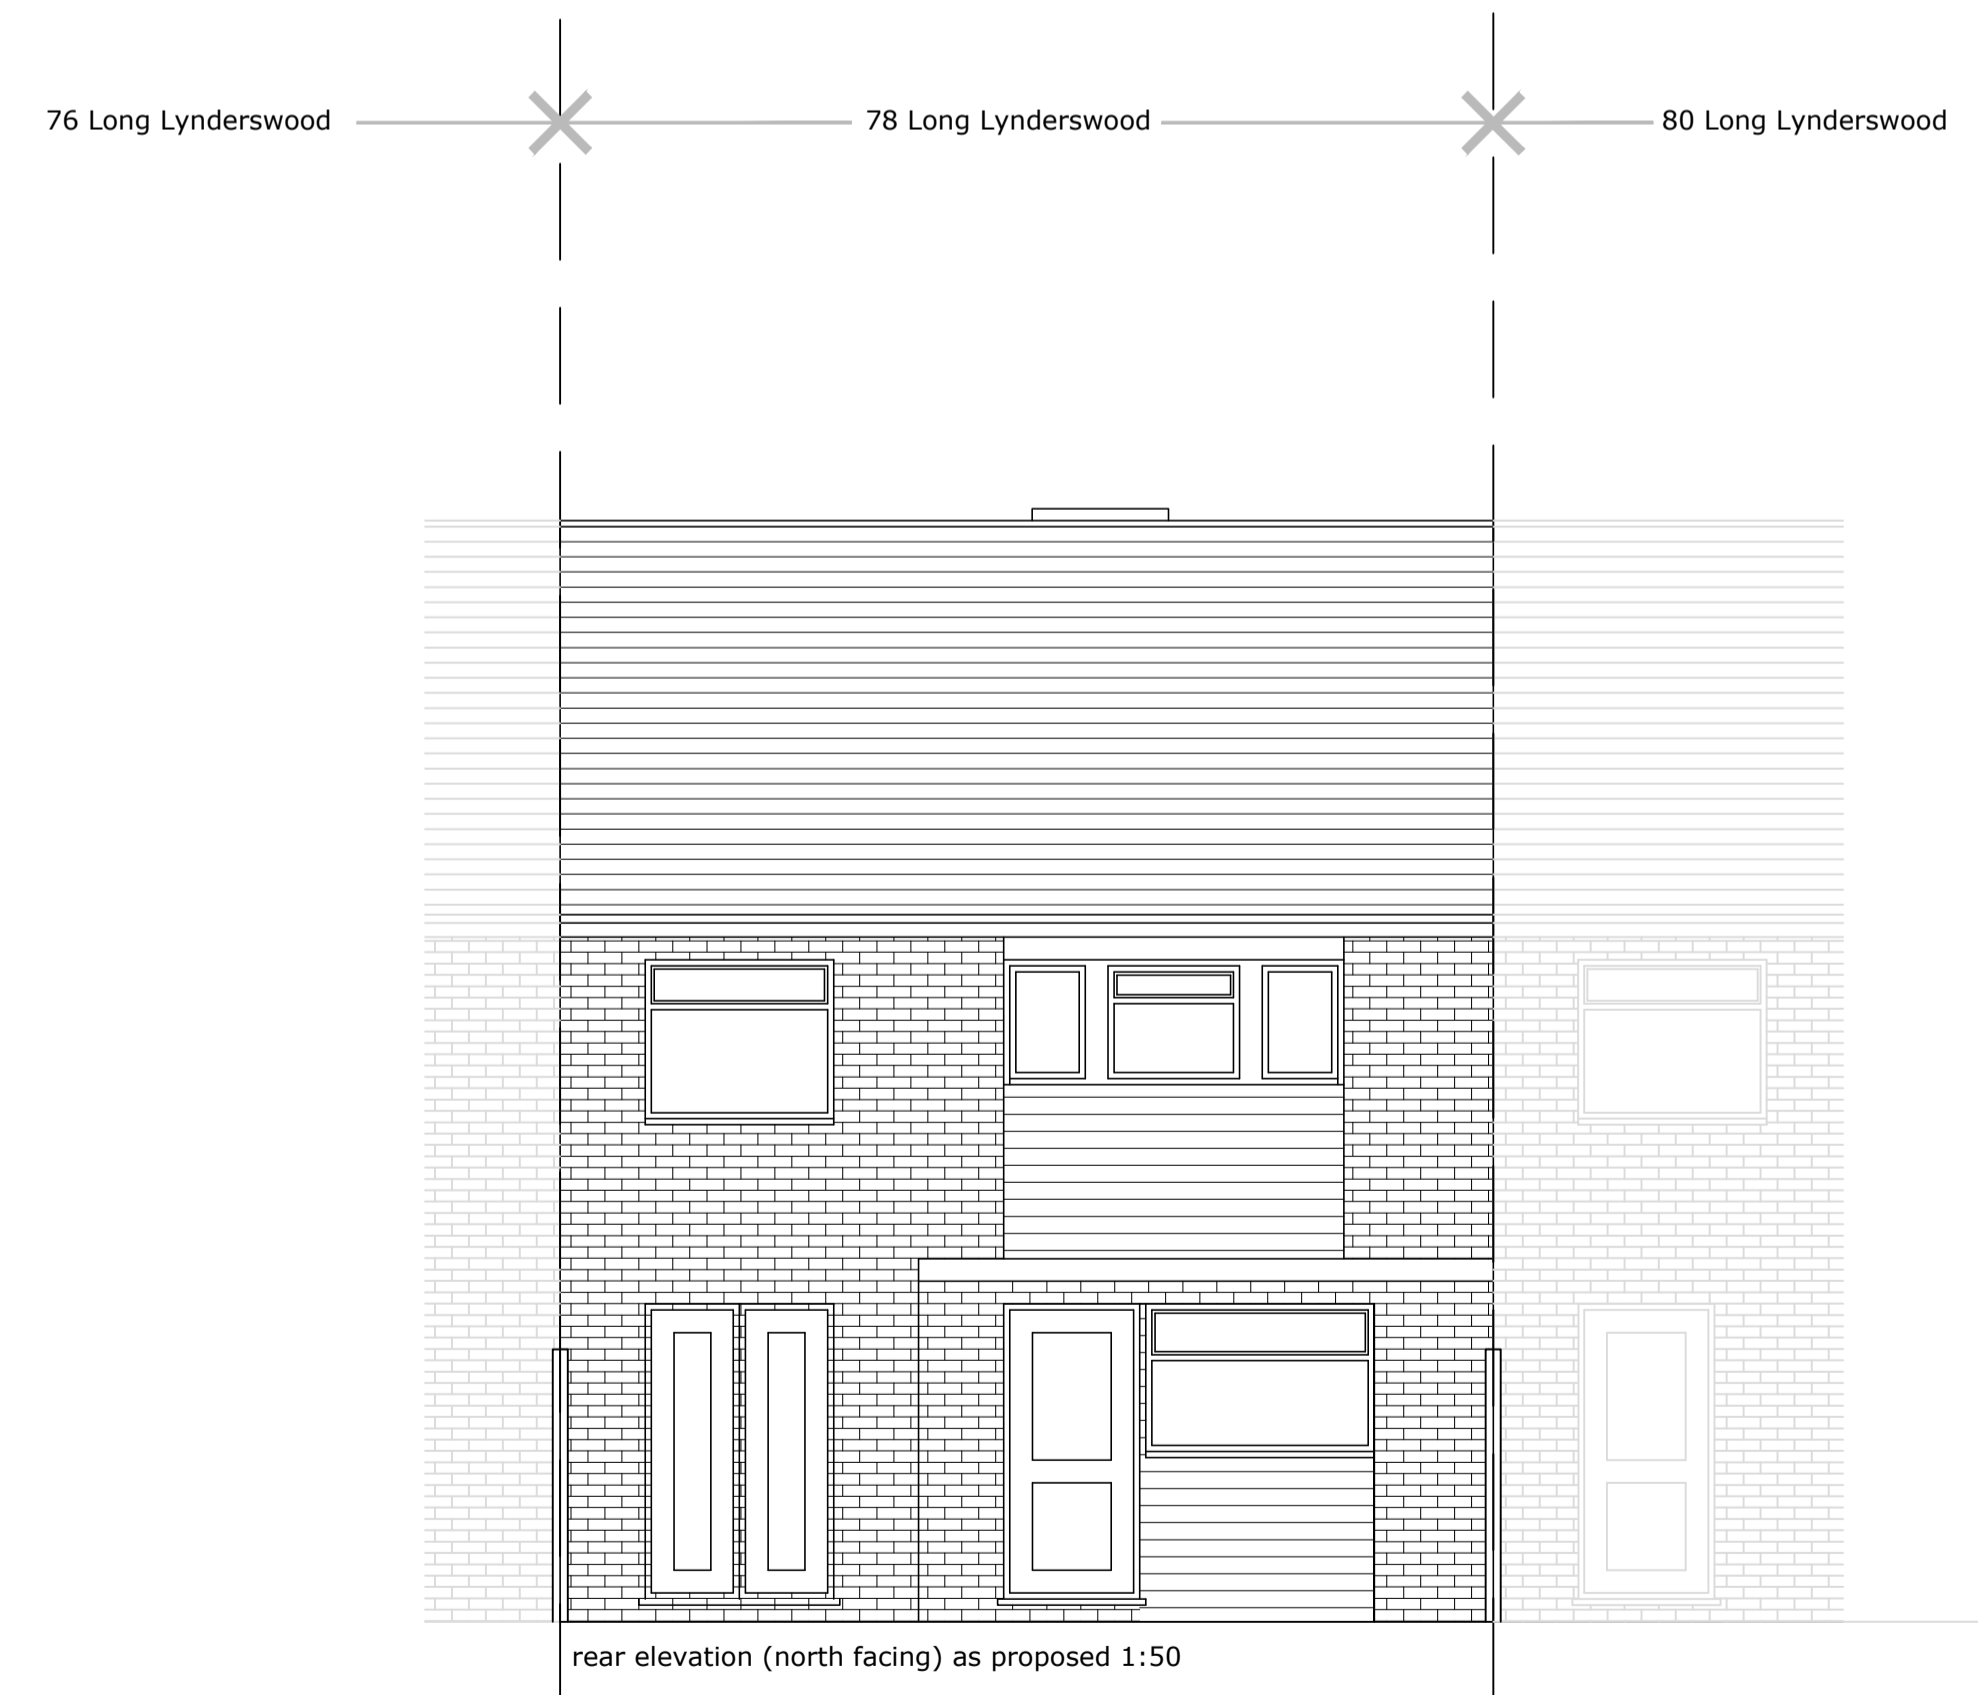 76 Long Lynderswood
78 Long Lynderswood
80 Long Lynderswood
rear elevation (north facing) as proposed 1:50